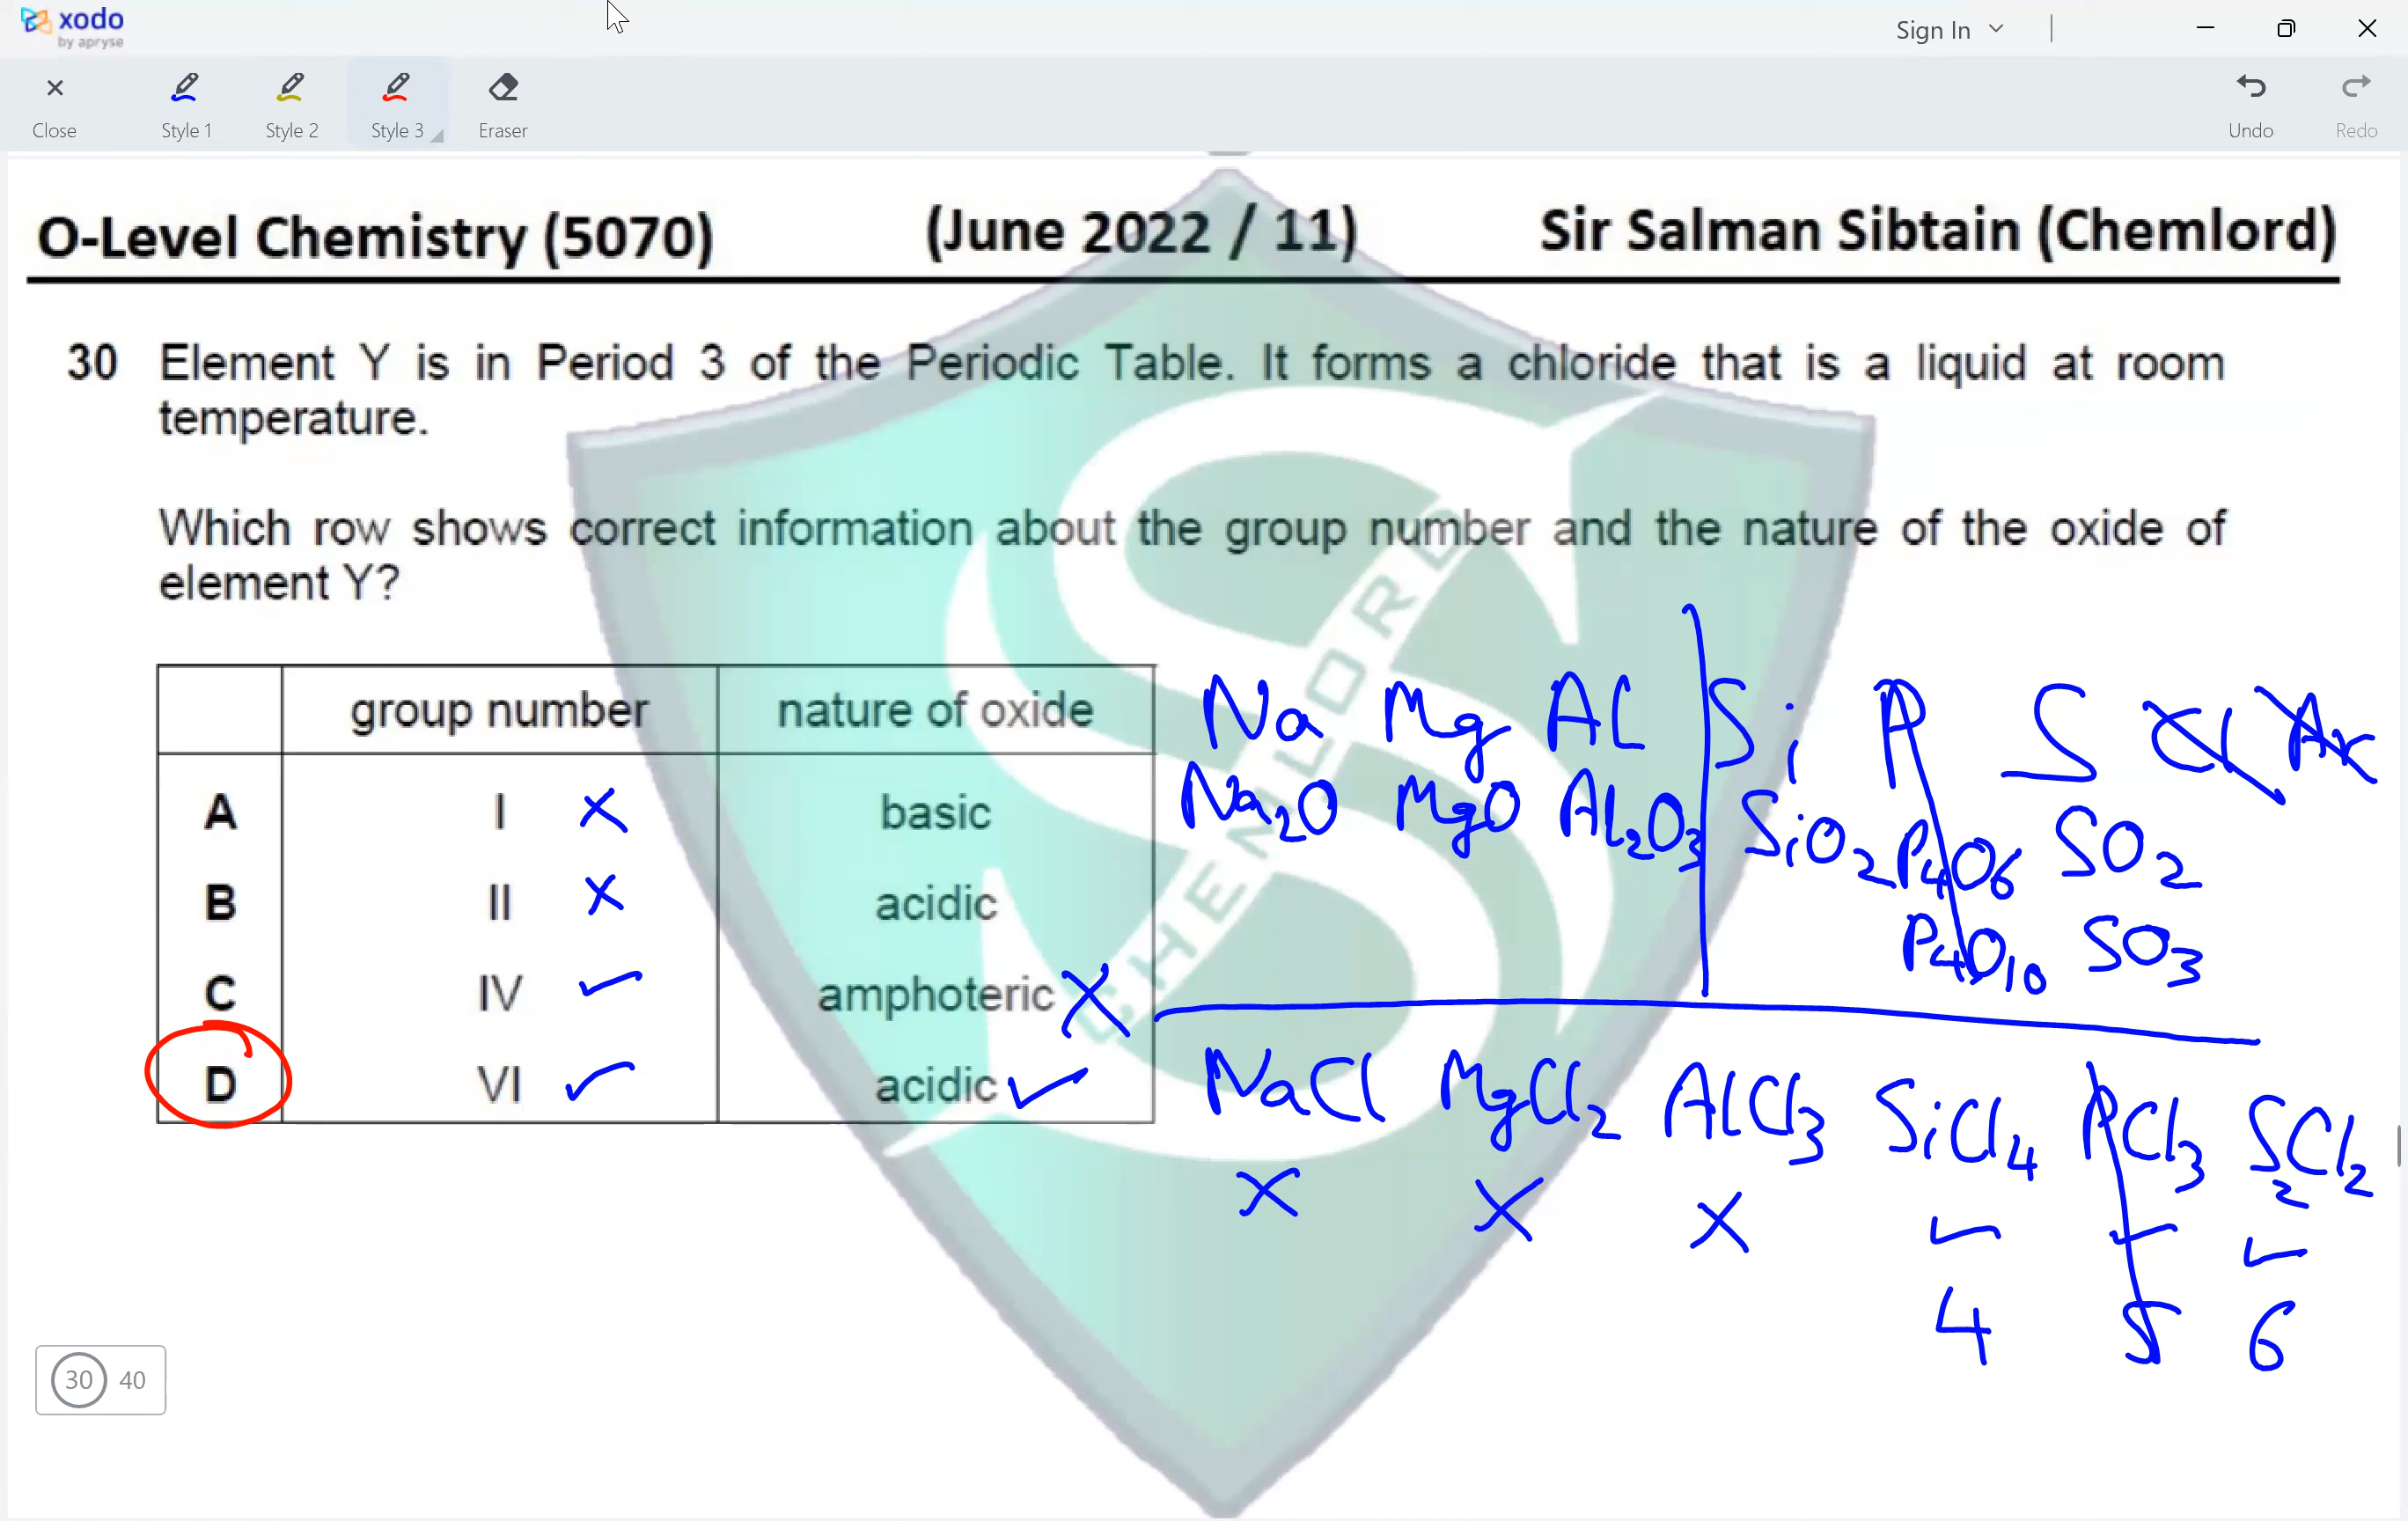 xodo
by apryse
Sign In
Close
Style 1
Style 2
Style 3
Eraser
Undo
Redo
O-Level Chemistry (5070) (June 2022 / 11) Sir Salman Sibtain (Chemlord)
30 Element Y is in Period 3 of the Periodic Table. It forms a chloride that is a liquid at room
temperature.
Which row shows correct information about the group number and the nature of the oxide of
element Y?
group number nature of oxide
A I × basic
B II × acidic
C IV ✓ amphoteric ×
D VI ✓ acidic ✓
Na Mg Al Si P S Cl Ar
Na₂O MgO Al₂O₃ SiO₂ P₄O₆ SO₂
P₄O₁₀ SO₃
NaCl MgCl₂ AlCl₃ SiCl₄ PCl₃ S₂Cl₂
× × × ✓ ✓ ✓
4 5 6
CHEMLORD
30 40